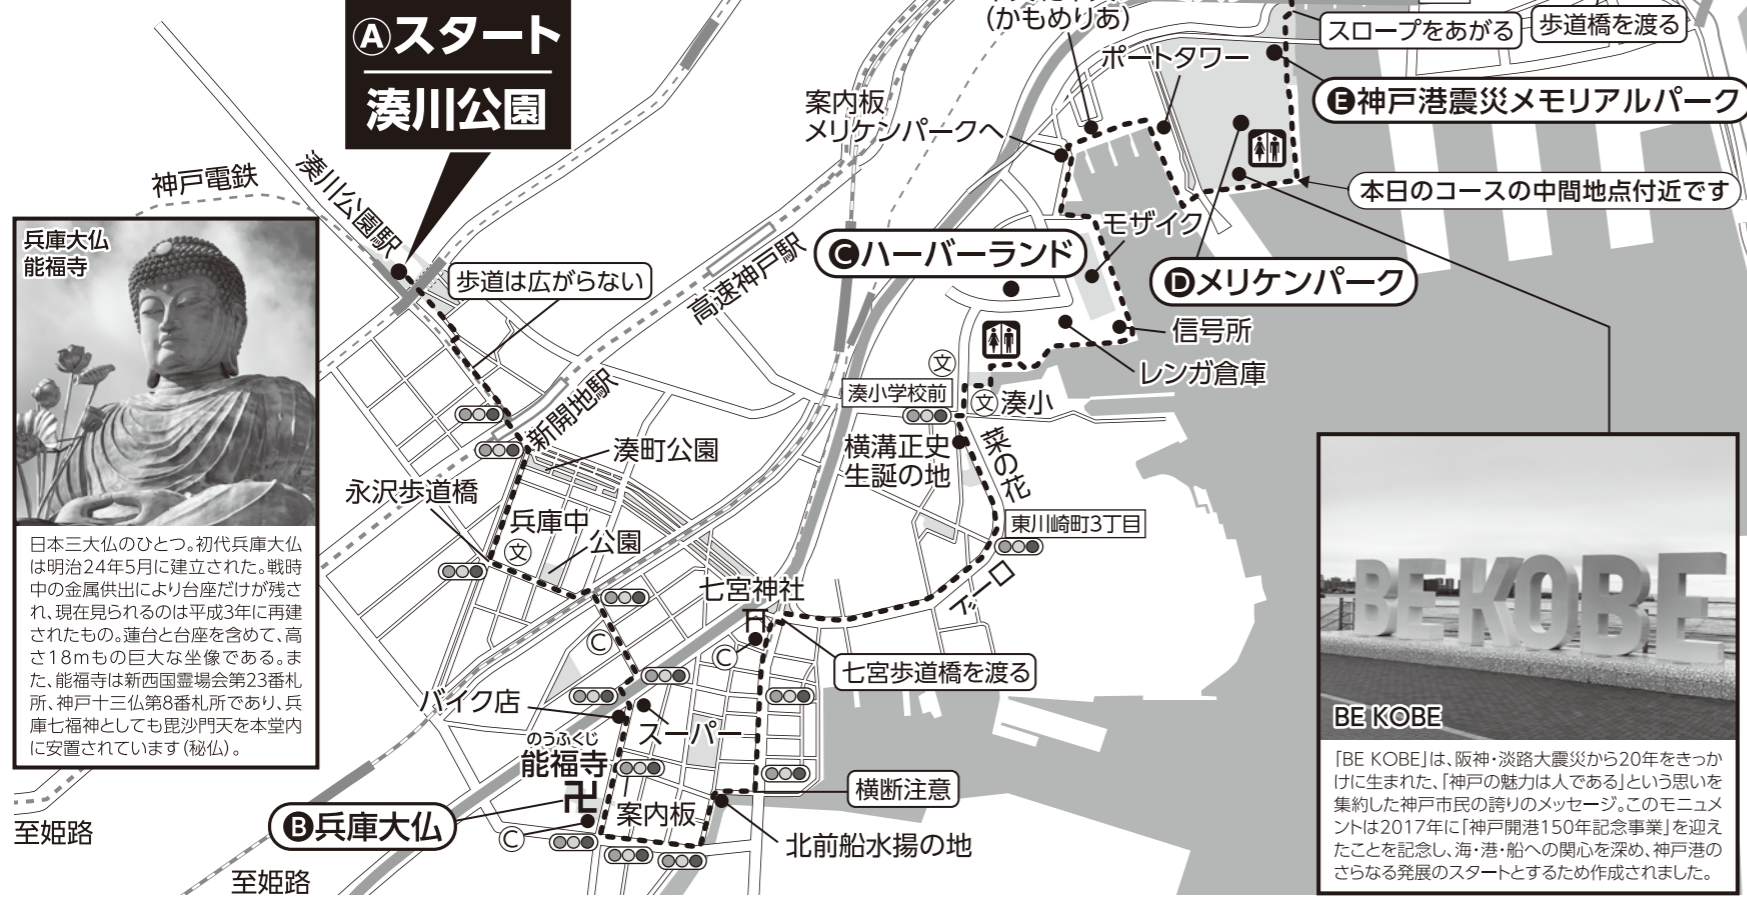 Ⓐスタート
湊川公園
(かもめりあ)
スロープをあがる
歩道橋を渡る
ポートタワー
案内板
メリケンパークへ
Ⓔ神戸港震災メモリアルパーク
本日のコースの中間地点付近です
神戸電鉄
湊川公園駅
歩道は広がらない
高速神戸駅
Ⓒハーバーランド
モザイク
Ⓓメリケンパーク
信号所
レンガ倉庫
文
湊小学校前
文湊小
横溝正史
生誕の地
菜の花
ロード
東川崎町3丁目
新開地駅
湊町公園
永沢歩道橋
兵庫中
文
公園
七宮神社
C
C
七宮歩道橋を渡る
バイク店
スーパー
のうふくじ
能福寺
卍
案内板
横断注意
Ⓑ兵庫大仏
C
北前船水揚の地
至姫路
至姫路
兵庫大仏
能福寺
日本三大仏のひとつ。初代兵庫大仏
は明治24年5月に建立された。戦時
中の金属供出により台座だけが残さ
れ、現在見られるのは平成3年に再建
されたもの。蓮台と台座を含めて、高
さ18mもの巨大な坐像である。ま
た、能福寺は新西国霊場会第23番札
所、神戸十三仏第8番札所であり、兵
庫七福神としても毘沙門天を本堂内
に安置されています(秘仏)。
BE KOBE
BE KOBE
「BE KOBE」は、阪神・淡路大震災から20年をきっか
けに生まれた、「神戸の魅力は人である」という思いを
集約した神戸市民の誇りのメッセージ。このモニュメ
ントは2017年に「神戸開港150年記念事業」を迎え
たことを記念し、海・港・船への関心を深め、神戸港の
さらなる発展のスタートとするため作成されました。